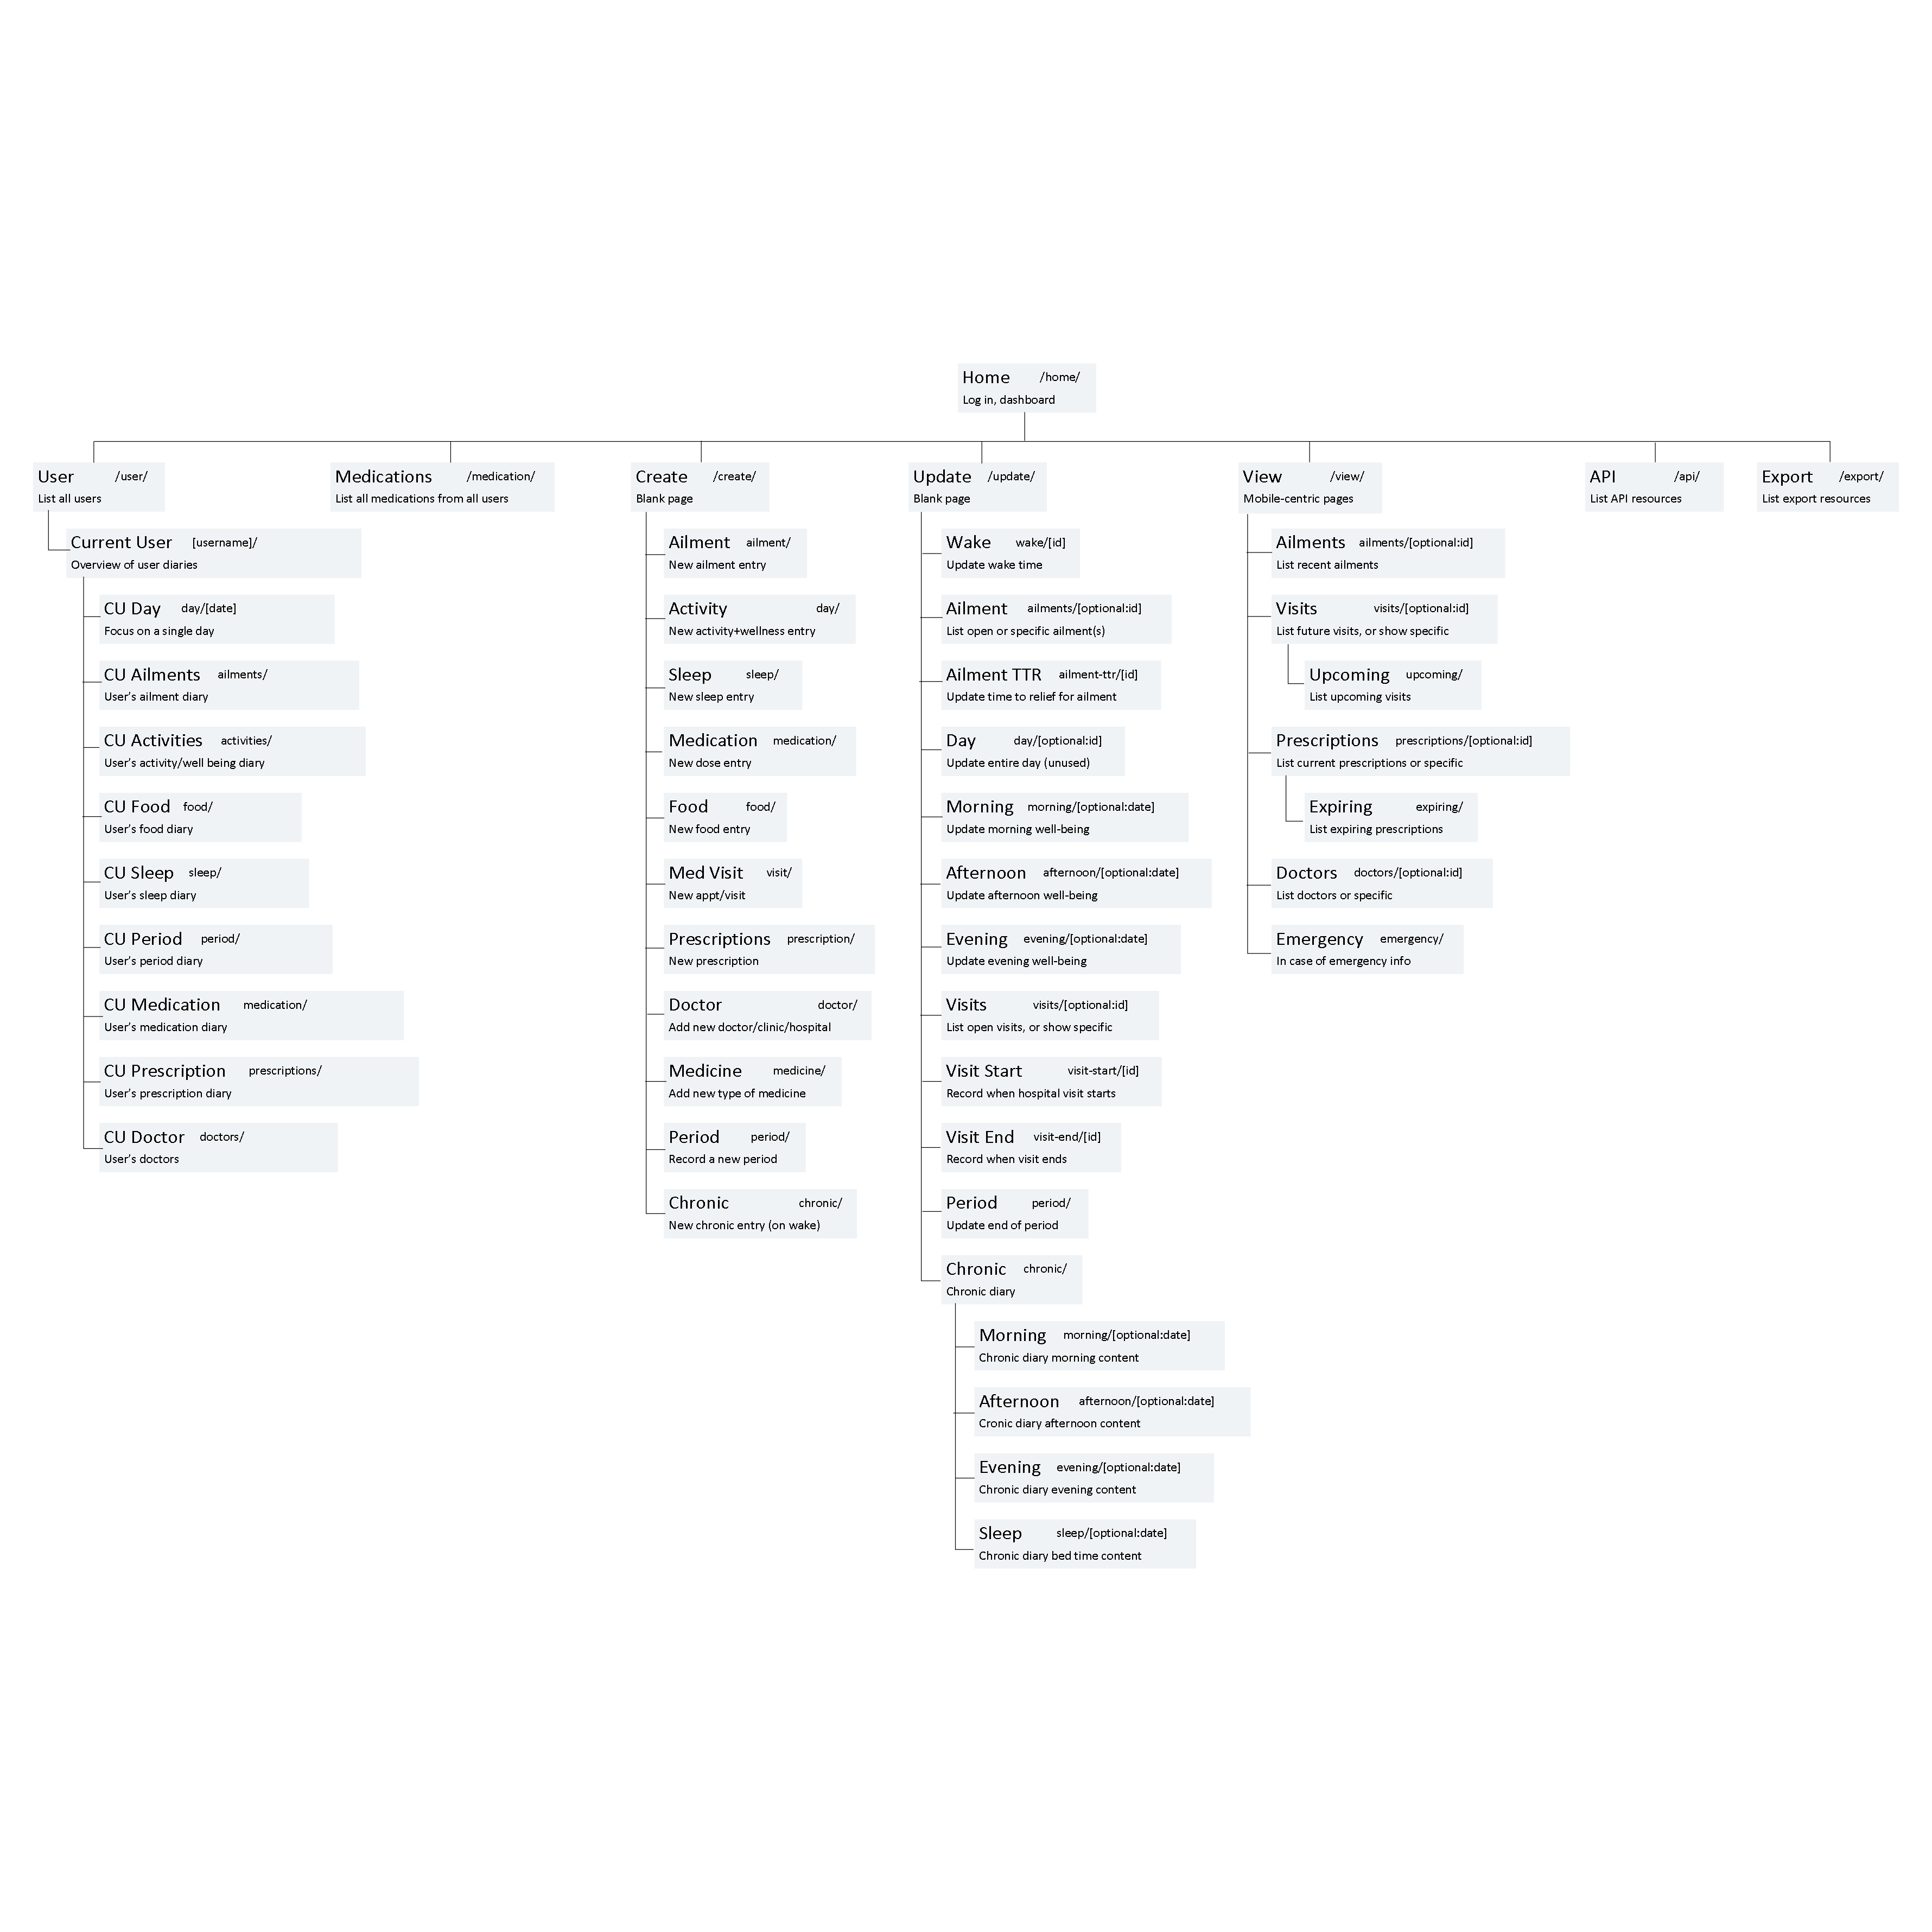 Home /home/
Log in, dashboard
User /user/
List all users
Current User [username]/
Overview of user diaries
CU Day day/[date]
Focus on a single day
CU Ailments ailments/
User's ailment diary
CU Activities activities/
User's activity/well being diary
CU Food food/
User's food diary
CU Sleep sleep/
User's sleep diary
CU Period period/
User's period diary
CU Medication medication/
User's medication diary
CU Prescription prescriptions/
User's prescription diary
CU Doctor doctors/
User's doctors
Medications /medication/
List all medications from all users
Create /create/
Blank page
Ailment ailment/
New ailment entry
Activity day/
New activity+wellness entry
Sleep sleep/
New sleep entry
Medication medication/
New dose entry
Food food/
New food entry
Med Visit visit/
New appt/visit
Prescriptions prescription/
New prescription
Doctor doctor/
Add new doctor/clinic/hospital
Medicine medicine/
Add new type of medicine
Period period/
Record a new period
Chronic chronic/
New chronic entry (on wake)
Update /update/
Blank page
Wake wake/[id]
Update wake time
Ailment ailments/[optional:id]
List open or specific ailment(s)
Ailment TTR ailment-ttr/[id]
Update time to relief for ailment
Day day/[optional:id]
Update entire day (unused)
Morning morning/[optional:date]
Update morning well-being
Afternoon afternoon/[optional:date]
Update afternoon well-being
Evening evening/[optional:date]
Update evening well-being
Visits visits/[optional:id]
List open visits, or show specific
Visit Start visit-start/[id]
Record when hospital visit starts
Visit End visit-end/[id]
Record when visit ends
Period period/
Update end of period
Chronic chronic/
Chronic diary
Morning morning/[optional:date]
Chronic diary morning content
Afternoon afternoon/[optional:date]
Cronic diary afternoon content
Evening evening/[optional:date]
Chronic diary evening content
Sleep sleep/[optional:date]
Chronic diary bed time content
View /view/
Mobile-centric pages
Ailments ailments/[optional:id]
List recent ailments
Visits visits/[optional:id]
List future visits, or show specific
Upcoming upcoming/
List upcoming visits
Prescriptions prescriptions/[optional:id]
List current prescriptions or specific
Expiring expiring/
List expiring prescriptions
Doctors doctors/[optional:id]
List doctors or specific
Emergency emergency/
In case of emergency info
API /api/
List API resources
Export /export/
List export resources